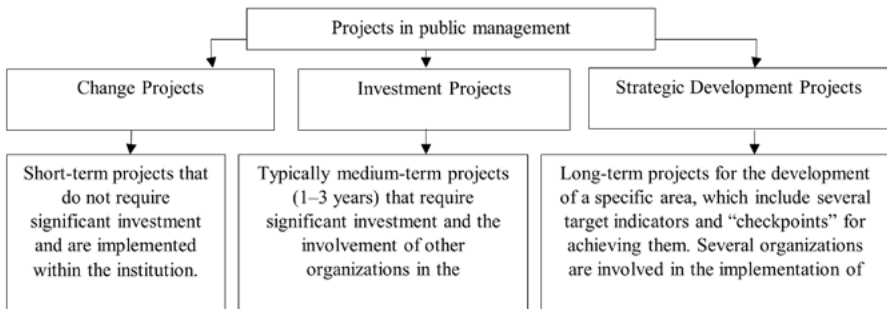 Projects in public management
Change Projects
Investment Projects
Strategic Development Projects
Short-term projects that
do not require
significant investment
and are implemented
within the institution.
Typically medium-term projects
(1–3 years) that require
significant investment and the
involvement of other
organizations in the
Long-term projects for the development
of a specific area, which include several
target indicators and “checkpoints” for
achieving them. Several organizations
are involved in the implementation of